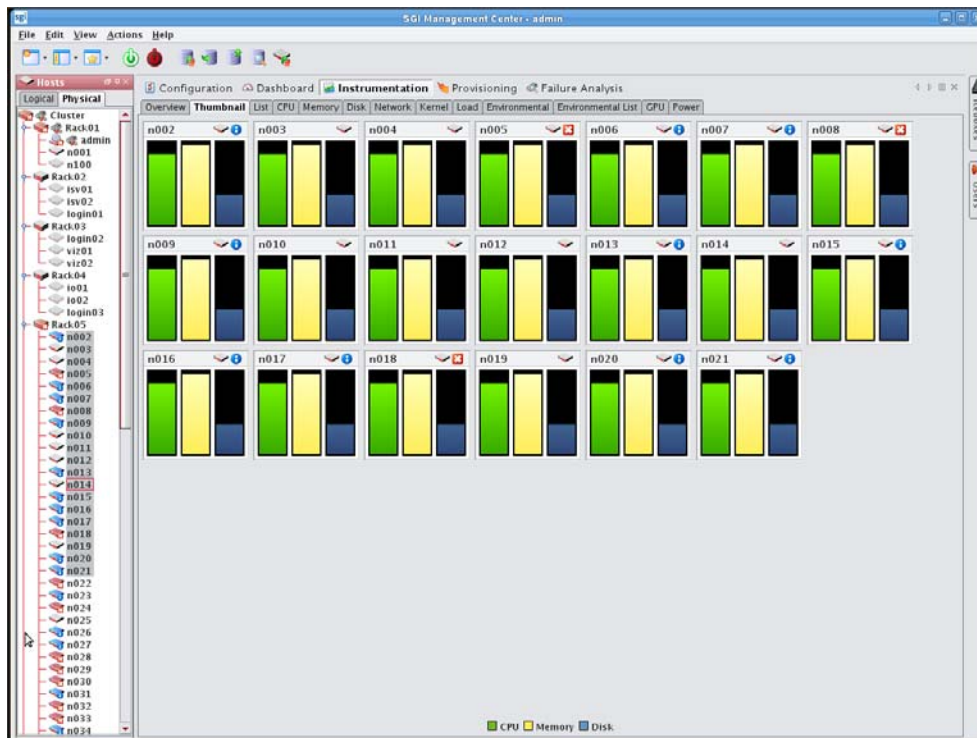 sgi SGI Management Center - admin
File Edit View Actions Help
Hosts
Logical Physical
Cluster
Rack01
admin
n001
n100
Rack02
isv01
isv02
login01
Rack03
login02
viz01
viz02
Rack04
io01
io02
login03
Rack05
n002
n003
n004
n005
n006
n007
n008
n009
n010
n011
n012
n013
n014
n015
n016
n017
n018
n019
n020
n021
n022
n023
n024
n025
n026
n027
n028
n029
n030
n031
n032
n033
n034
Configuration Dashboard Instrumentation Provisioning Failure Analysis
Overview Thumbnail List CPU Memory Disk Network Kernel Load Environmental Environmental List GPU Power
n002 n003 n004 n005 n006 n007 n008
n009 n010 n011 n012 n013 n014 n015
n016 n017 n018 n019 n020 n021
CPU Memory Disk